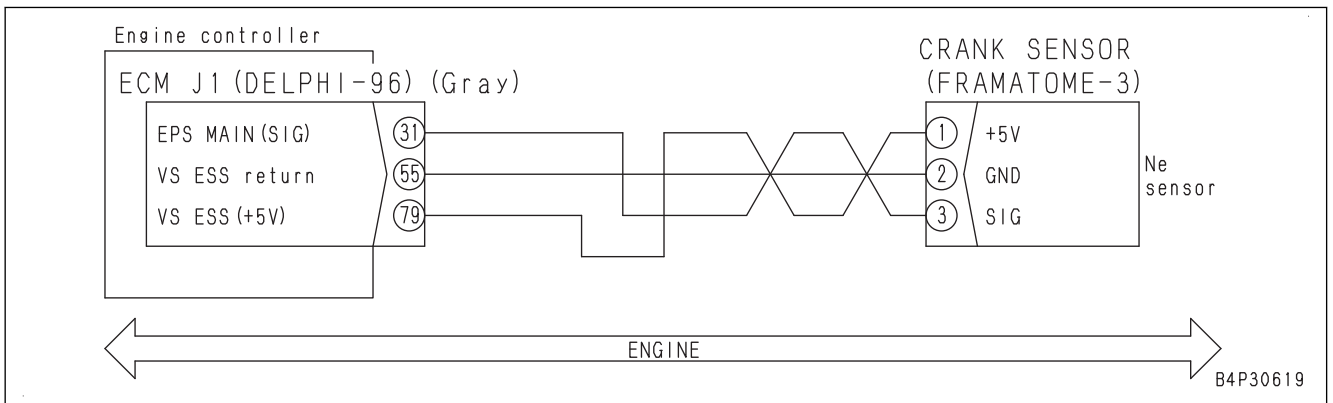 Engine controller
ECM J1(DELPHI-96)(Gray)
EPS MAIN(SIG)
31
VS ESS return
55
VS ESS(+5V)
79
CRANK SENSOR
(FRAMATOME-3)
1
+5V
2
GND
3
SIG
Ne
sensor
ENGINE
B4P30619